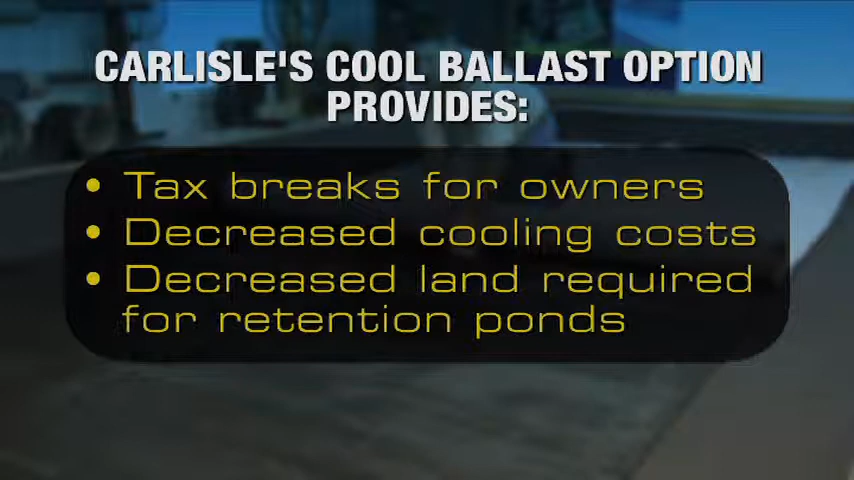 CARLISLE'S COOL BALLAST OPTION
PROVIDES:
• Tax breaks for owners
• Decreased cooling costs
• Decreased land required
for retention ponds